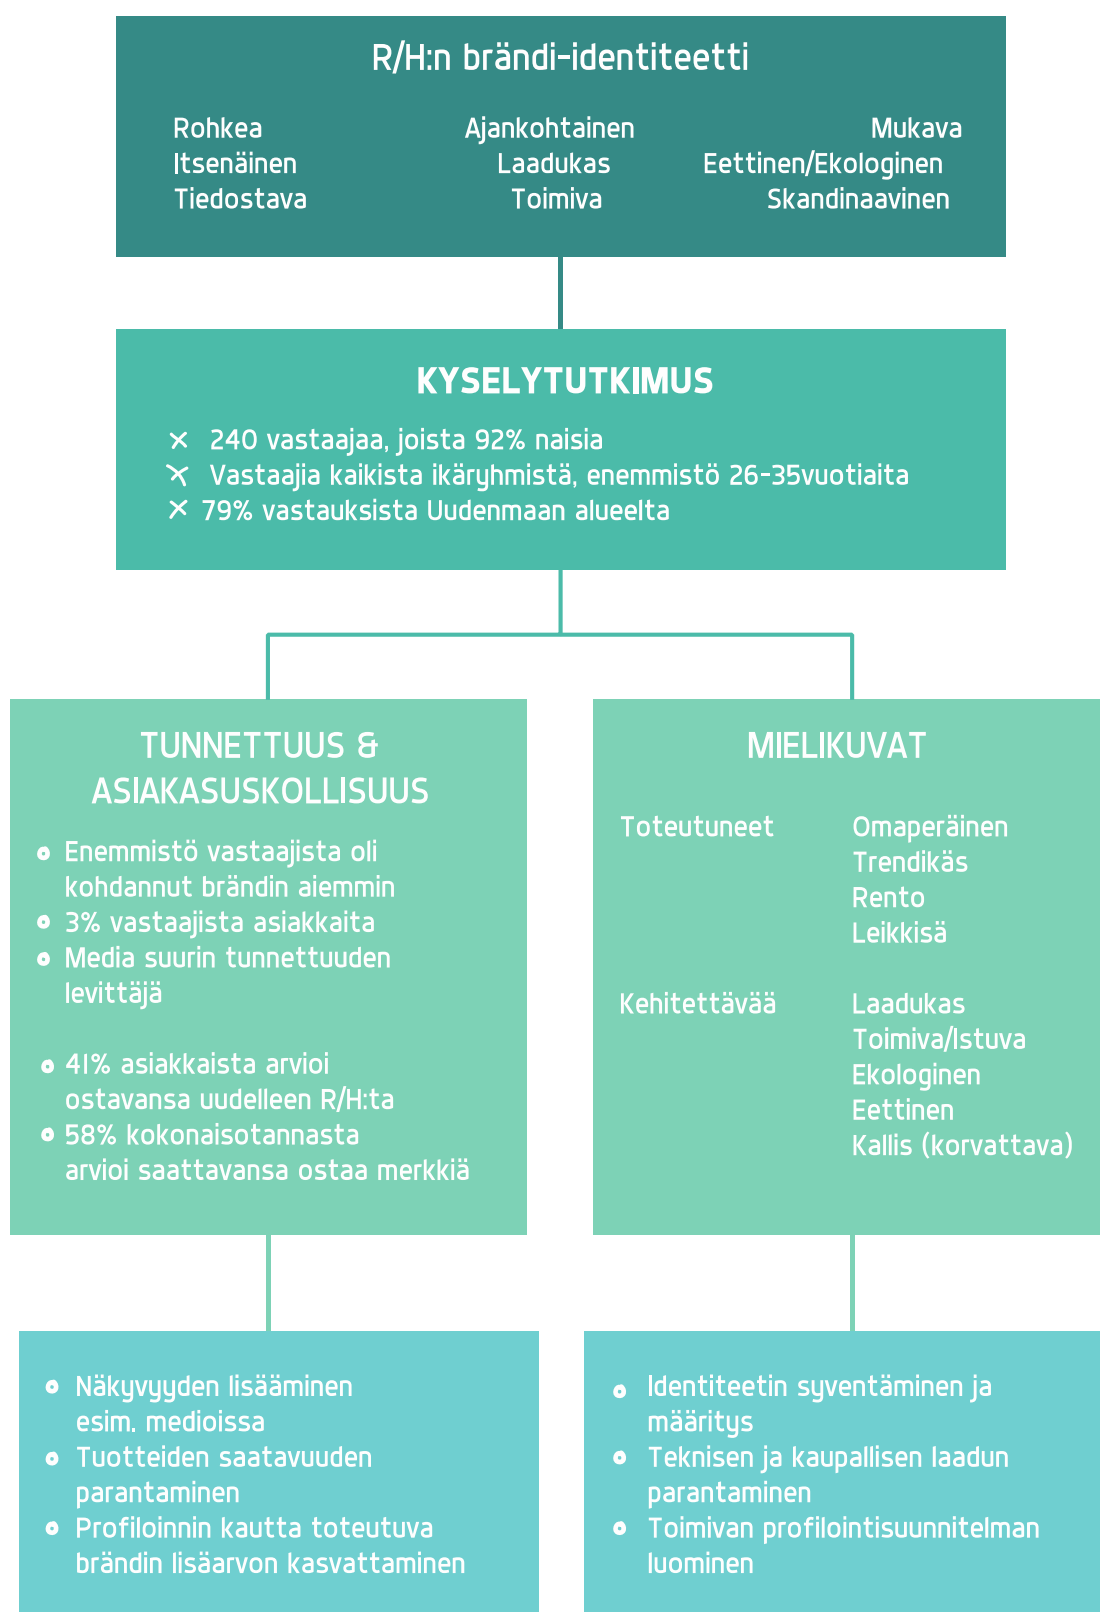 R/H:n brändi-identiteetti
Rohkea
Itsenäinen
Tiedostava
Ajankohtainen
Laadukas
Toimiva
Mukava
Eettinen/Ekologinen
Skandinaavinen
KYSELYTUTKIMUS
240 vastaajaa, joista 92% naisia
Vastaajia kaikista ikäryhmistä, enemmistö 26-35vuotiaita
79% vastauksista Uudenmaan alueelta
TUNNETTUUS &
ASIAKASUSKOLLISUUS
Enemmistö vastaajista oli
kohdannut brändin aiemmin
3% vastaajista asiakkaita
Media suurin tunnettuuden
levittäjä
41% asiakkaista arvioi
ostavansa uudelleen R/H:ta
58% kokonaisotannasta
arvioi saattavansa ostaa merkkiä
MIELIKUVAT
Toteutuneet
Omaperäinen
Trendikäs
Rento
Leikkisä
Kehitettävää
Laadukas
Toimiva/Istuva
Ekologinen
Eettinen
Kallis (korvattava)
Näkyvyyden lisääminen
esim. medioissa
Tuotteiden saatavuuden
parantaminen
Profiloinnin kautta toteutuva
brändin lisäarvon kasvattaminen
Identiteetin syventäminen ja
määritys
Teknisen ja kaupallisen laadun
parantaminen
Toimivan profilointisuunnitelman
luominen